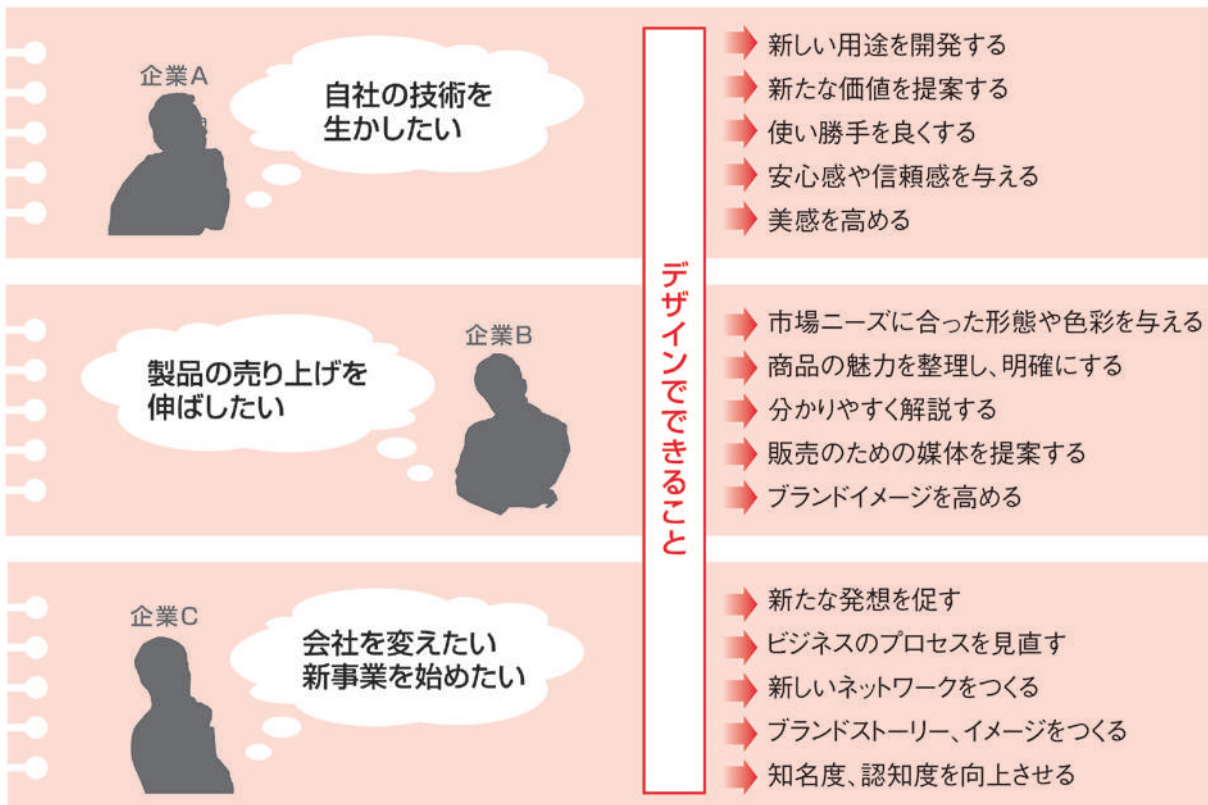 企業A
自社の技術を
生かしたい
新しい用途を開発する
新たな価値を提案する
使い勝手を良くする
安心感や信頼感を与える
美感を高める
デザインでできること
企業B
製品の売り上げを
伸ばしたい
市場ニーズに合った形態や色彩を与える
商品の魅力を整理し、明確にする
分かりやすく解説する
販売のための媒体を提案する
ブランドイメージを高める
企業C
会社を変えたい
新事業を始めたい
新たな発想を促す
ビジネスのプロセスを見直す
新しいネットワークをつくる
ブランドストーリー、イメージをつくる
知名度、認知度を向上させる